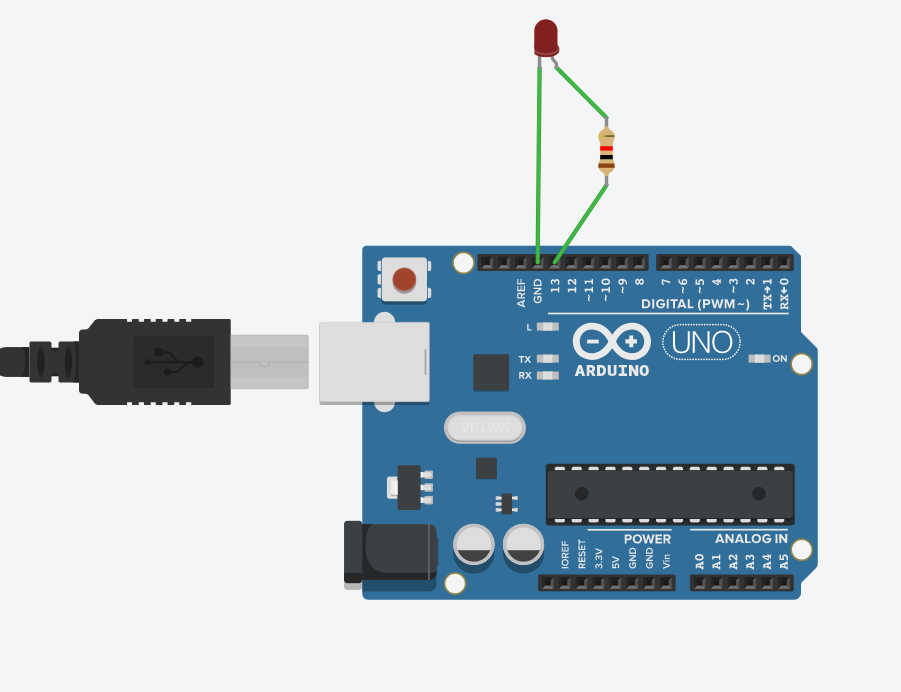 AREF
GND
13
12
~11
~10
~9
8
7
~6
~5
4
~3
2
TX→1
RX←0
DIGITAL (PWM~)
L
TX
RX
UNO
ARDUINO
ON
POWER
ANALOG IN
IOREF
RESET
3.3V
5V
GND
GND
Vin
A0
A1
A2
A3
A4
A5